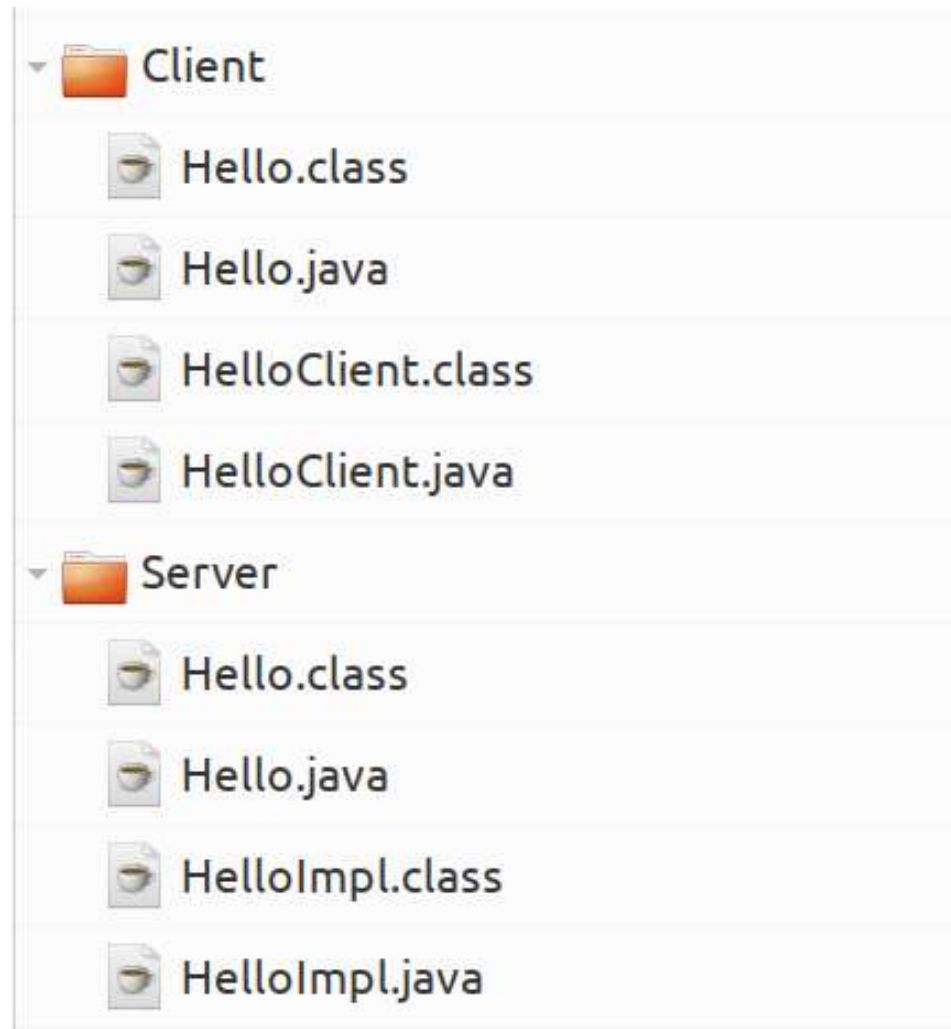 Client
Hello.class
Hello.java
HelloClient.class
HelloClient.java
Server
Hello.class
Hello.java
HelloImpl.class
HelloImpl.java